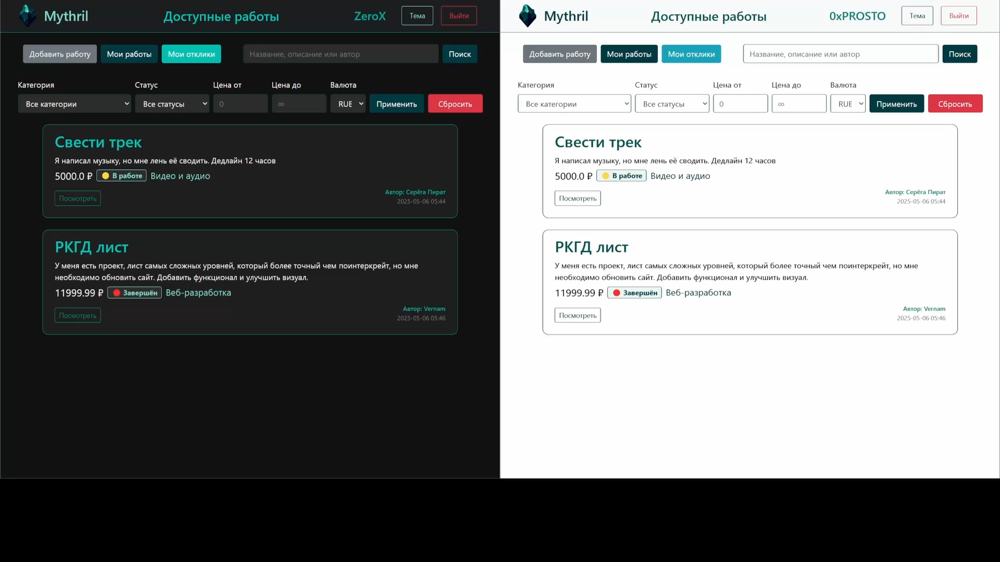 Mythril
Доступные работы
ZeroX
Тема
Выйти
Добавить работу
Мои работы
Мои отклики
Название, описание или автор
Поиск
Категория
Статус
Цена от
Цена до
Валюта
Все категории
Все статусы
0
∞
RUB
Применить
Сбросить
Свести трек
Я написал музыку, но мне лень её сводить. Дедлайн 12 часов
5000.0 ₽ В работе Видео и аудио
Автор: Серёга Пират
Посмотреть
2025-05-06 05:44
РКГД лист
У меня есть проект, лист самых сложных уровней, который более точный чем поинтеркрейт, но мне
необходимо обновить сайт. Добавить функционал и улучшить визуал.
11999.99 ₽ Завершён Веб-разработка
Автор: Vernam
Посмотреть
2025-05-06 05:46
Mythril
Доступные работы
0xPROSTO
Тема
Выйти
Добавить работу
Мои работы
Мои отклики
Название, описание или автор
Поиск
Категория
Статус
Цена от
Цена до
Валюта
Все категории
Все статусы
0
∞
RUB
Применить
Сбросить
Свести трек
Я написал музыку, но мне лень её сводить. Дедлайн 12 часов
5000.0 ₽ В работе Видео и аудио
Автор: Серёга Пират
Посмотреть
2025-05-06 05:44
РКГД лист
У меня есть проект, лист самых сложных уровней, который более точный чем поинтеркрейт, но мне
необходимо обновить сайт. Добавить функционал и улучшить визуал.
11999.99 ₽ Завершён Веб-разработка
Автор: Vernam
Посмотреть
2025-05-06 05:46